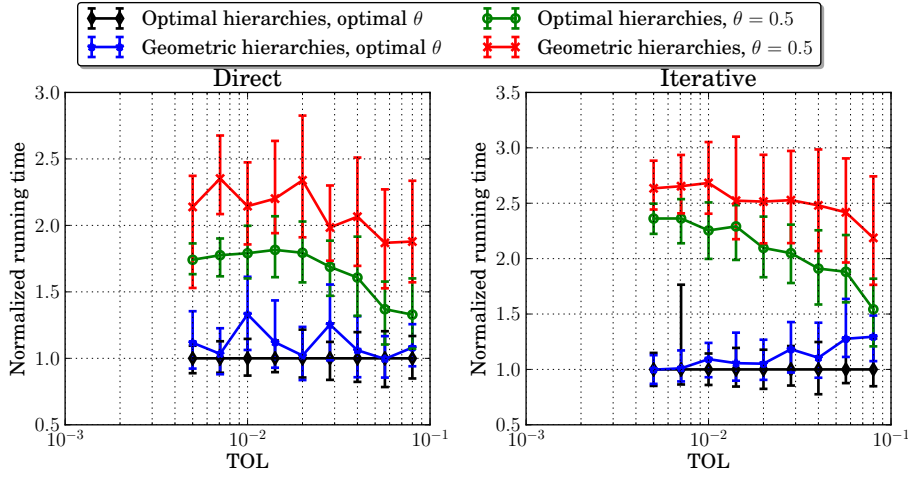 Optimal hierarchies, optimal θ
Optimal hierarchies, θ = 0.5
Geometric hierarchies, optimal θ
Geometric hierarchies, θ = 0.5
Direct
Iterative
Normalized running time
3.0
2.5
2.0
1.5
1.0
0.5
10⁻³
10⁻²
10⁻¹
TOL
Normalized running time
3.5
3.0
2.5
2.0
1.5
1.0
0.5
10⁻³
10⁻²
10⁻¹
TOL